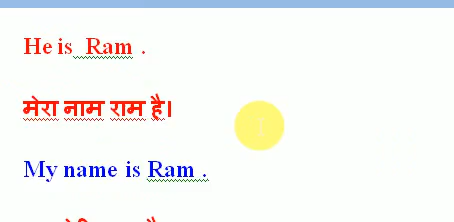 He is  Ram .
मेरा नाम राम है।
My name is Ram .